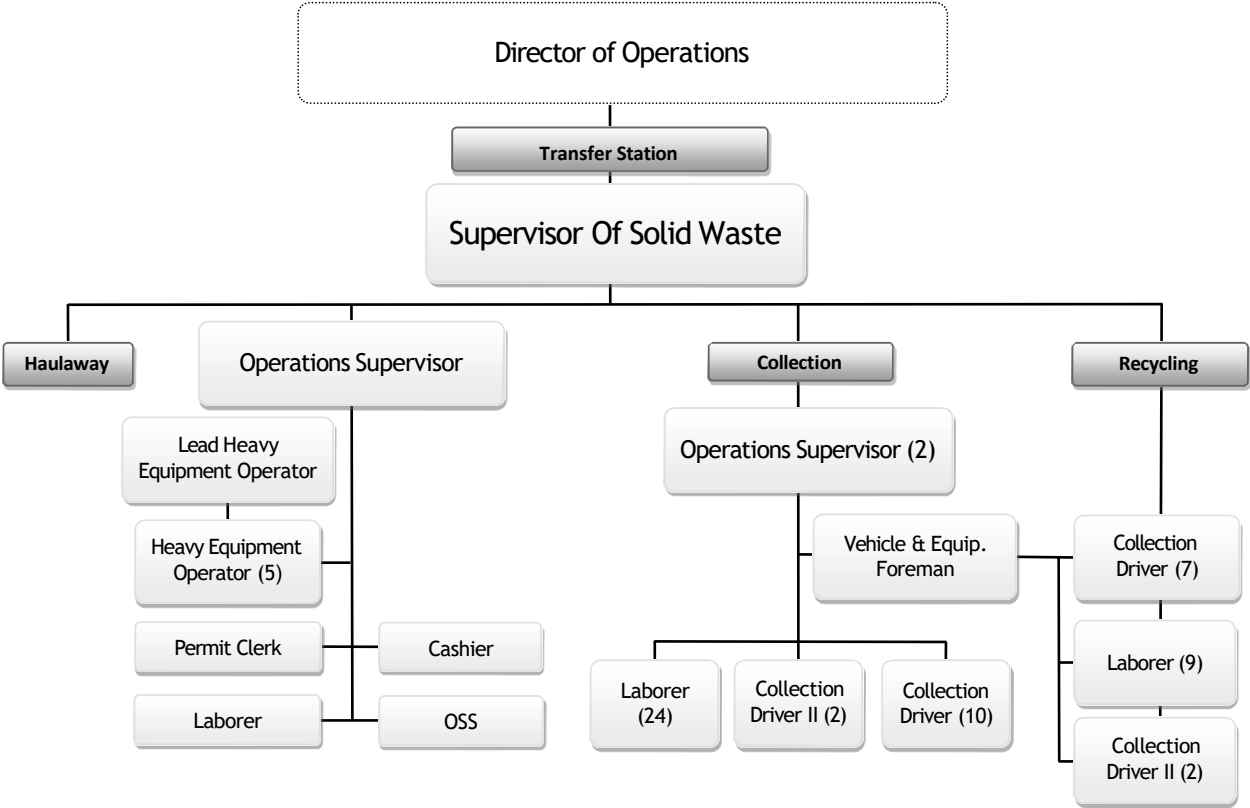 Director of Operations
Transfer Station
Supervisor Of Solid Waste
Haulaway
Operations Supervisor
Lead Heavy
Equipment Operator
Heavy Equipment
Operator (5)
Permit Clerk
Cashier
Laborer
OSS
Collection
Operations Supervisor (2)
Vehicle & Equip.
Foreman
Laborer
(24)
Collection
Driver II (2)
Collection
Driver (10)
Recycling
Collection
Driver (7)
Laborer (9)
Collection
Driver II (2)